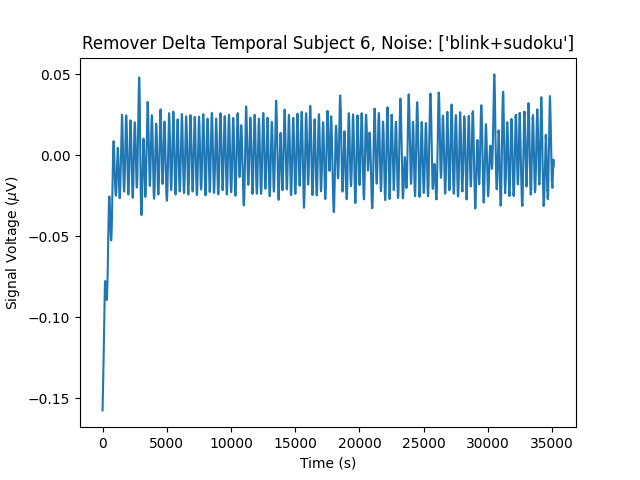 Remover Delta Temporal Subject 6, Noise: ['blink+sudoku']
0.05
0.00
−0.05
−0.10
−0.15
Signal Voltage (μV)
0 5000 10000 15000 20000 25000 30000 35000
Time (s)